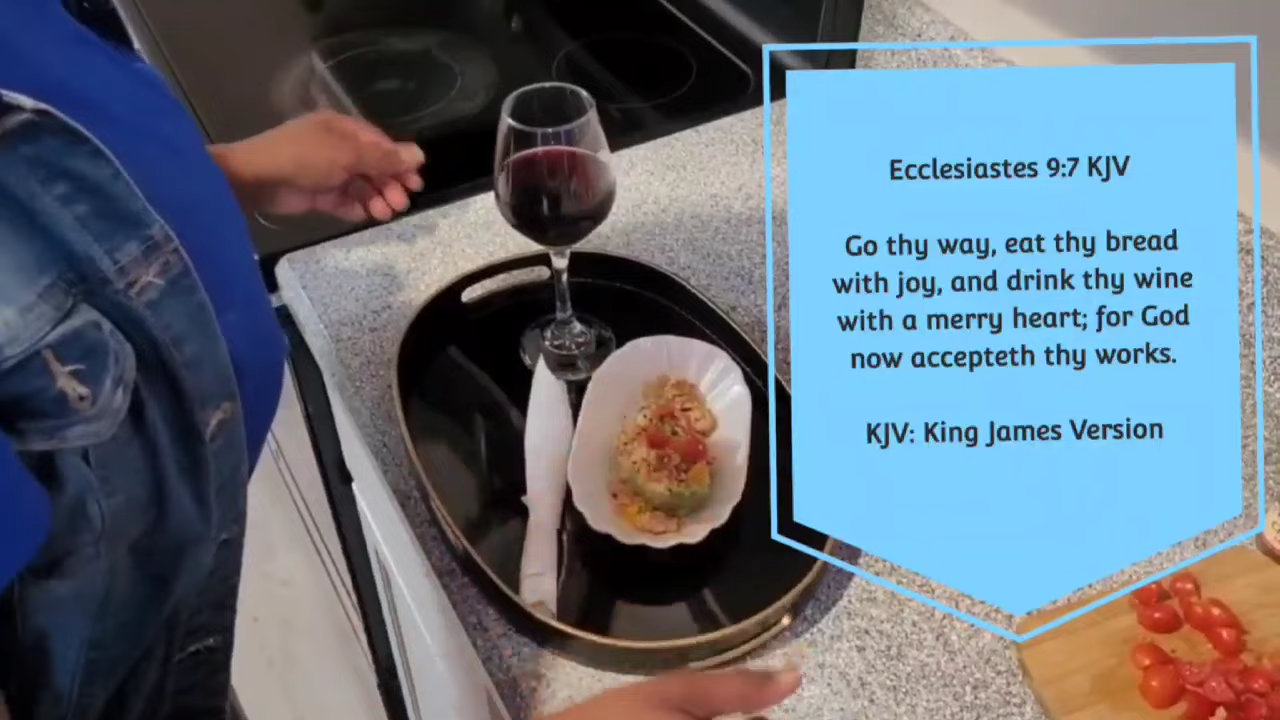 Ecclesiastes 9:7 KJV
Go thy way, eat thy bread
with joy, and drink thy wine
with a merry heart; for God
now accepteth thy works.
KJV: King James Version